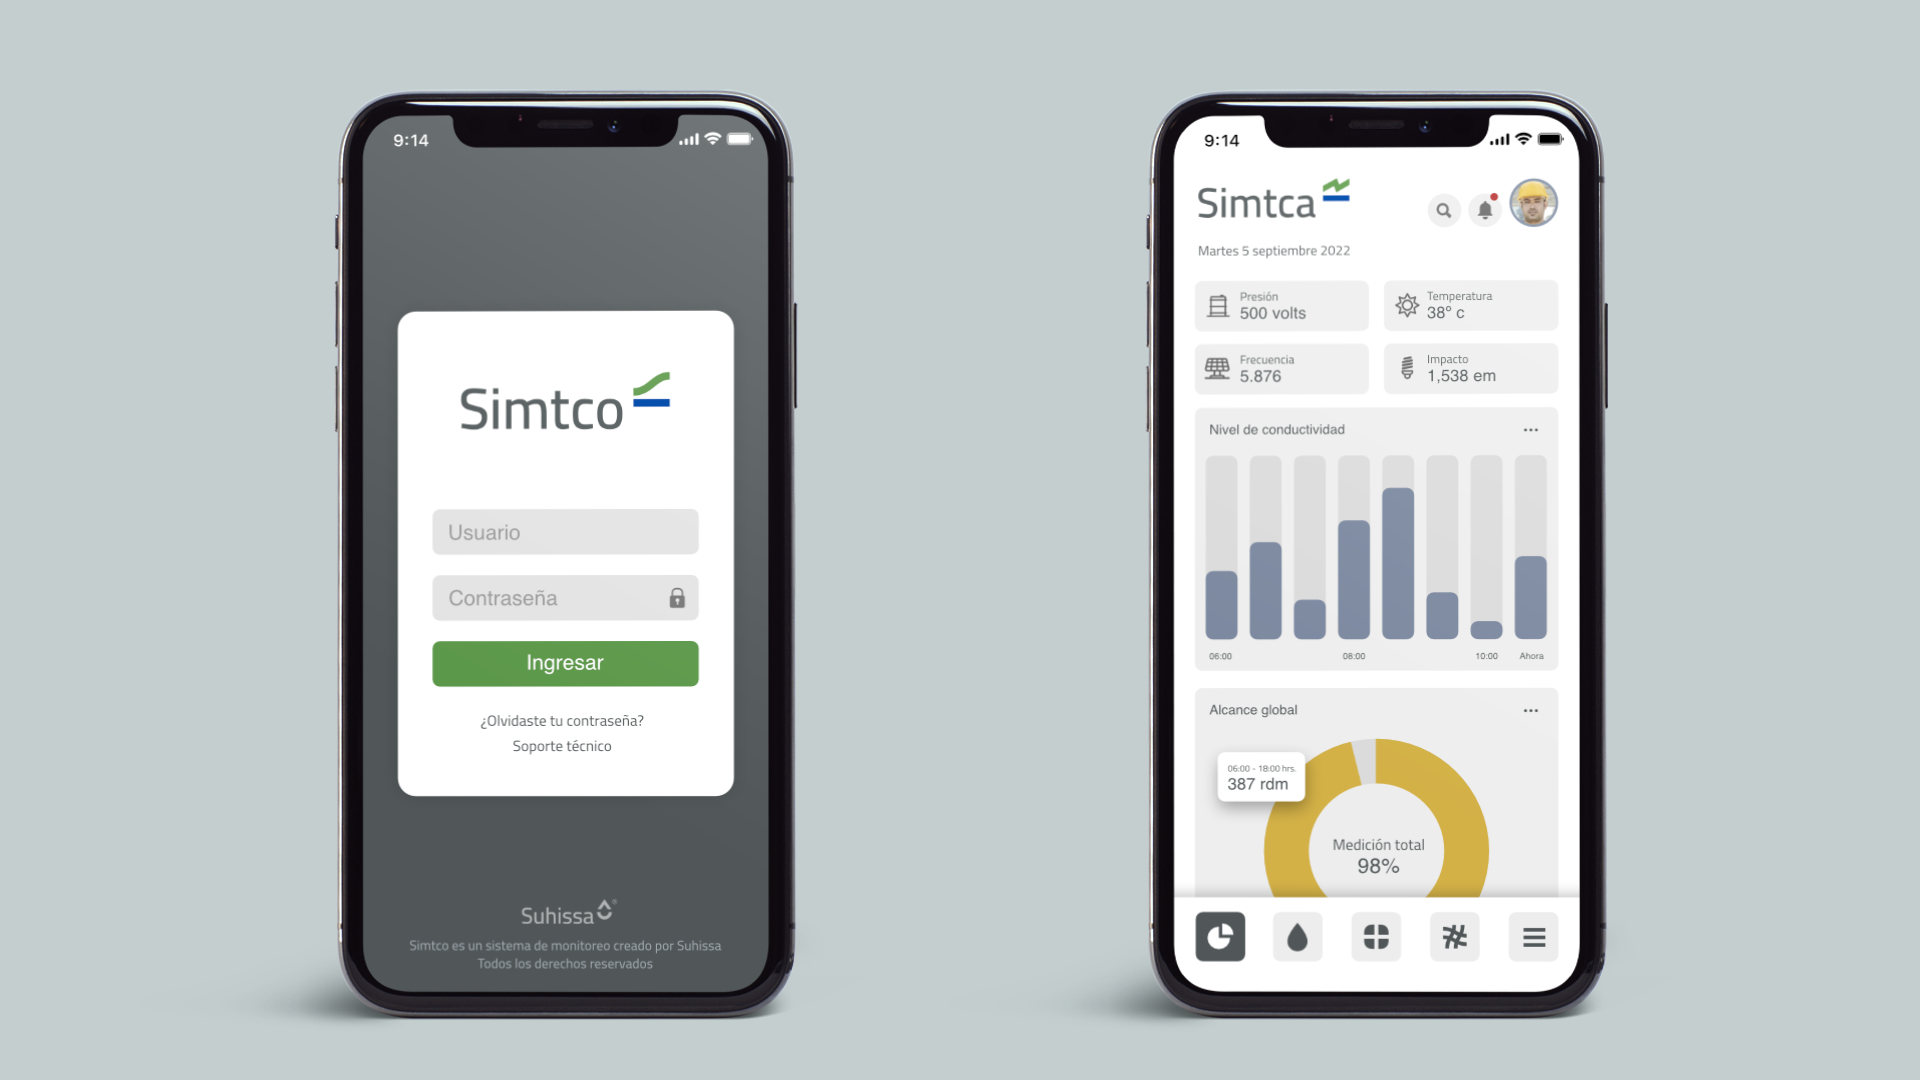 9:14
Simtco
Usuario
Contraseña
Ingresar
¿Olvidaste tu contraseña?
Soporte técnico
Suhissa
Simtco es un sistema de monitoreo creado por Suhissa
Todos los derechos reservados
9:14
Simtca
Martes 5 septiembre 2022
Presión
500 volts
Temperatura
38º c
Frecuencia
5.876
Impacto
1,538 em
Nivel de conductividad
06:00 08:00 10:00 Ahora
Alcance global
06:00 - 18:00 hrs.
387 rdm
Medición total
98%